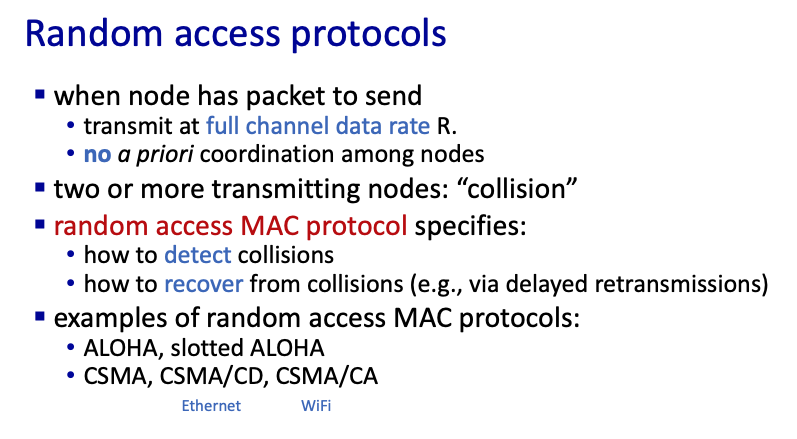 Random access protocols
▪ when node has packet to send
• transmit at full channel data rate R.
• no a priori coordination among nodes
▪ two or more transmitting nodes: “collision”
▪ random access MAC protocol specifies:
• how to detect collisions
• how to recover from collisions (e.g., via delayed retransmissions)
▪ examples of random access MAC protocols:
• ALOHA, slotted ALOHA
• CSMA, CSMA/CD, CSMA/CA
Ethernet WiFi